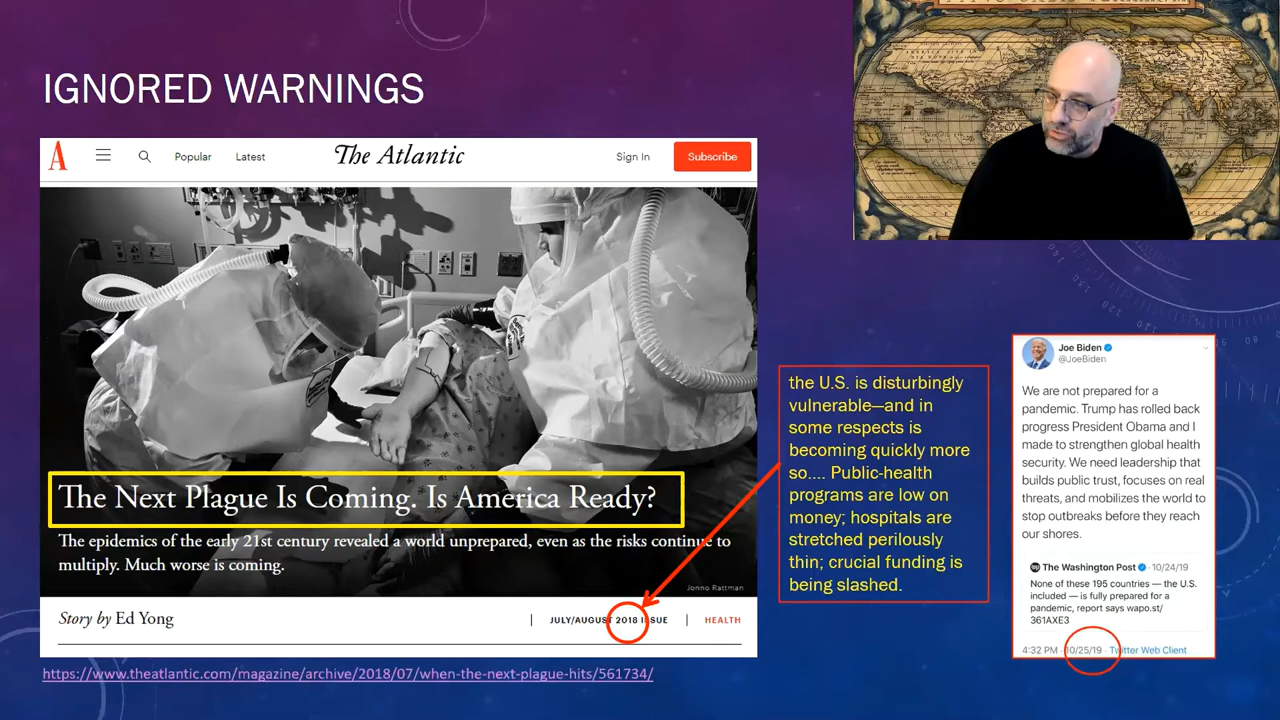 IGNORED WARNINGS
A
Popular
Latest
The Atlantic
Sign In
Subscribe
The Next Plague Is Coming. Is America Ready?
The epidemics of the early 21st century revealed a world unprepared, even as the risks continue to
multiply. Much worse is coming.
Jonno Rattman
Story by Ed Yong
JULY/AUGUST 2018 ISSUE
HEALTH
https://www.theatlantic.com/magazine/archive/2018/07/when-the-next-plague-hits/561734/
the U.S. is disturbingly
vulnerable—and in
some respects is
becoming quickly more
so.... Public-health
programs are low on
money; hospitals are
stretched perilously
thin; crucial funding is
being slashed.
Joe Biden
@JoeBiden
We are not prepared for a
pandemic. Trump has rolled back
progress President Obama and I
made to strengthen global health
security. We need leadership that
builds public trust, focuses on real
threats, and mobilizes the world to
stop outbreaks before they reach
our shores.
The Washington Post · 10/24/19
None of these 195 countries — the U.S.
included — is fully prepared for a
pandemic, report says wapo.st/
361AXE3
4:32 PM · 10/25/19 · Twitter Web Client